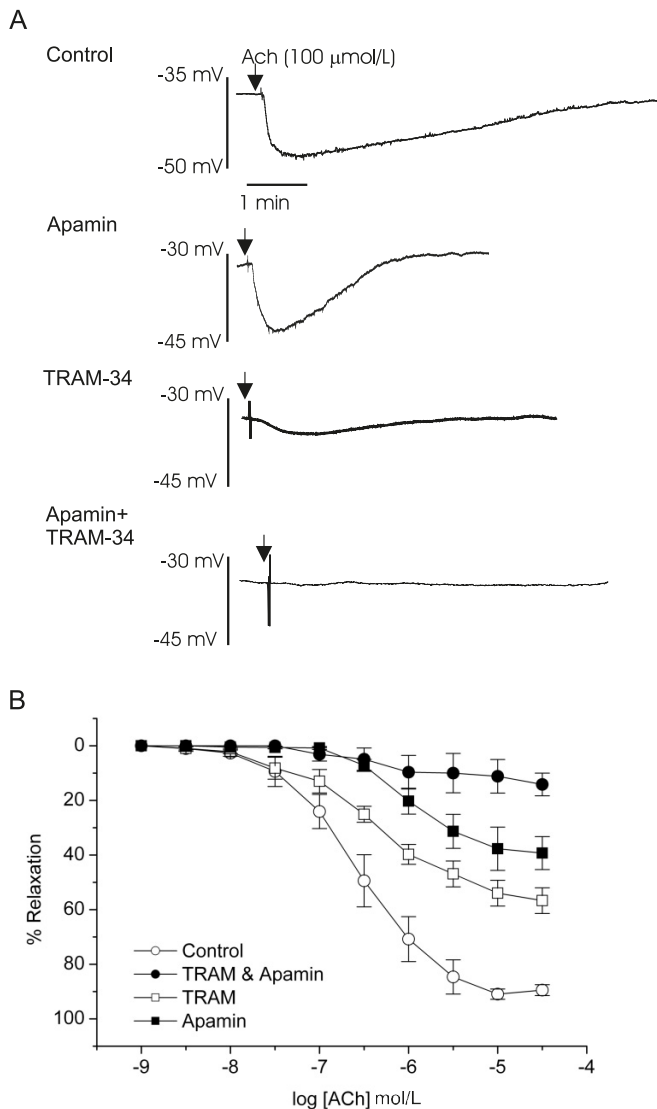 A
Control
Ach (100 μmol/L)
-35 mV
-50 mV
1 min
Apamin
-30 mV
-45 mV
TRAM-34
-30 mV
-45 mV
Apamin+
TRAM-34
-30 mV
-45 mV
B
0
20
40
60
80
100
% Relaxation
Control
TRAM & Apamin
TRAM
Apamin
-9 -8 -7 -6 -5 -4
log [ACh] mol/L